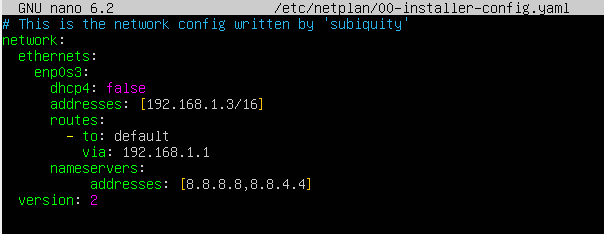 GNU nano 6.2 /etc/netplan/00-installer-config.yaml
# This is the network config written by 'subiquity'
network:
  ethernets:
    enp0s3:
      dhcp4: false
      addresses: [192.168.1.3/16]
      routes:
        - to: default
          via: 192.168.1.1
      nameservers:
           addresses: [8.8.8.8,8.8.4.4]
  version: 2